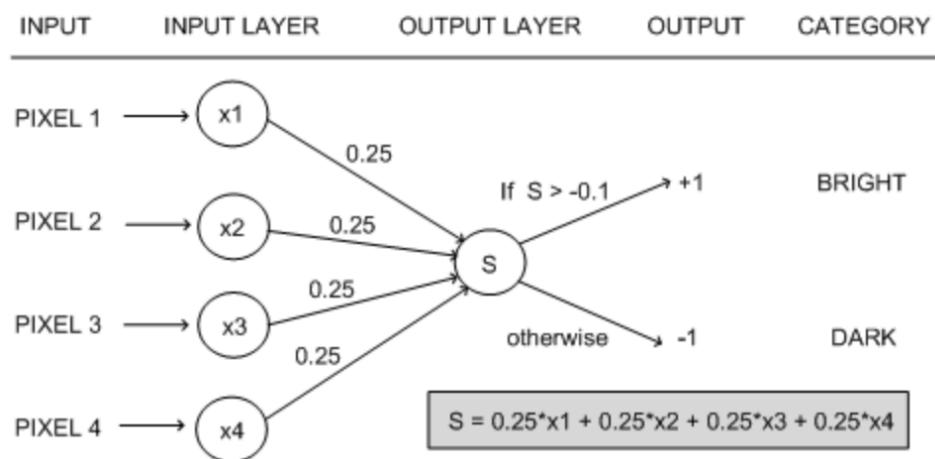 INPUT INPUT LAYER OUTPUT LAYER OUTPUT CATEGORY
PIXEL 1 x1
0.25
If S > -0.1 +1 BRIGHT
PIXEL 2 x2 0.25
S
0.25
PIXEL 3 x3
otherwise -1 DARK
0.25
PIXEL 4 x4
S = 0.25*x1 + 0.25*x2 + 0.25*x3 + 0.25*x4